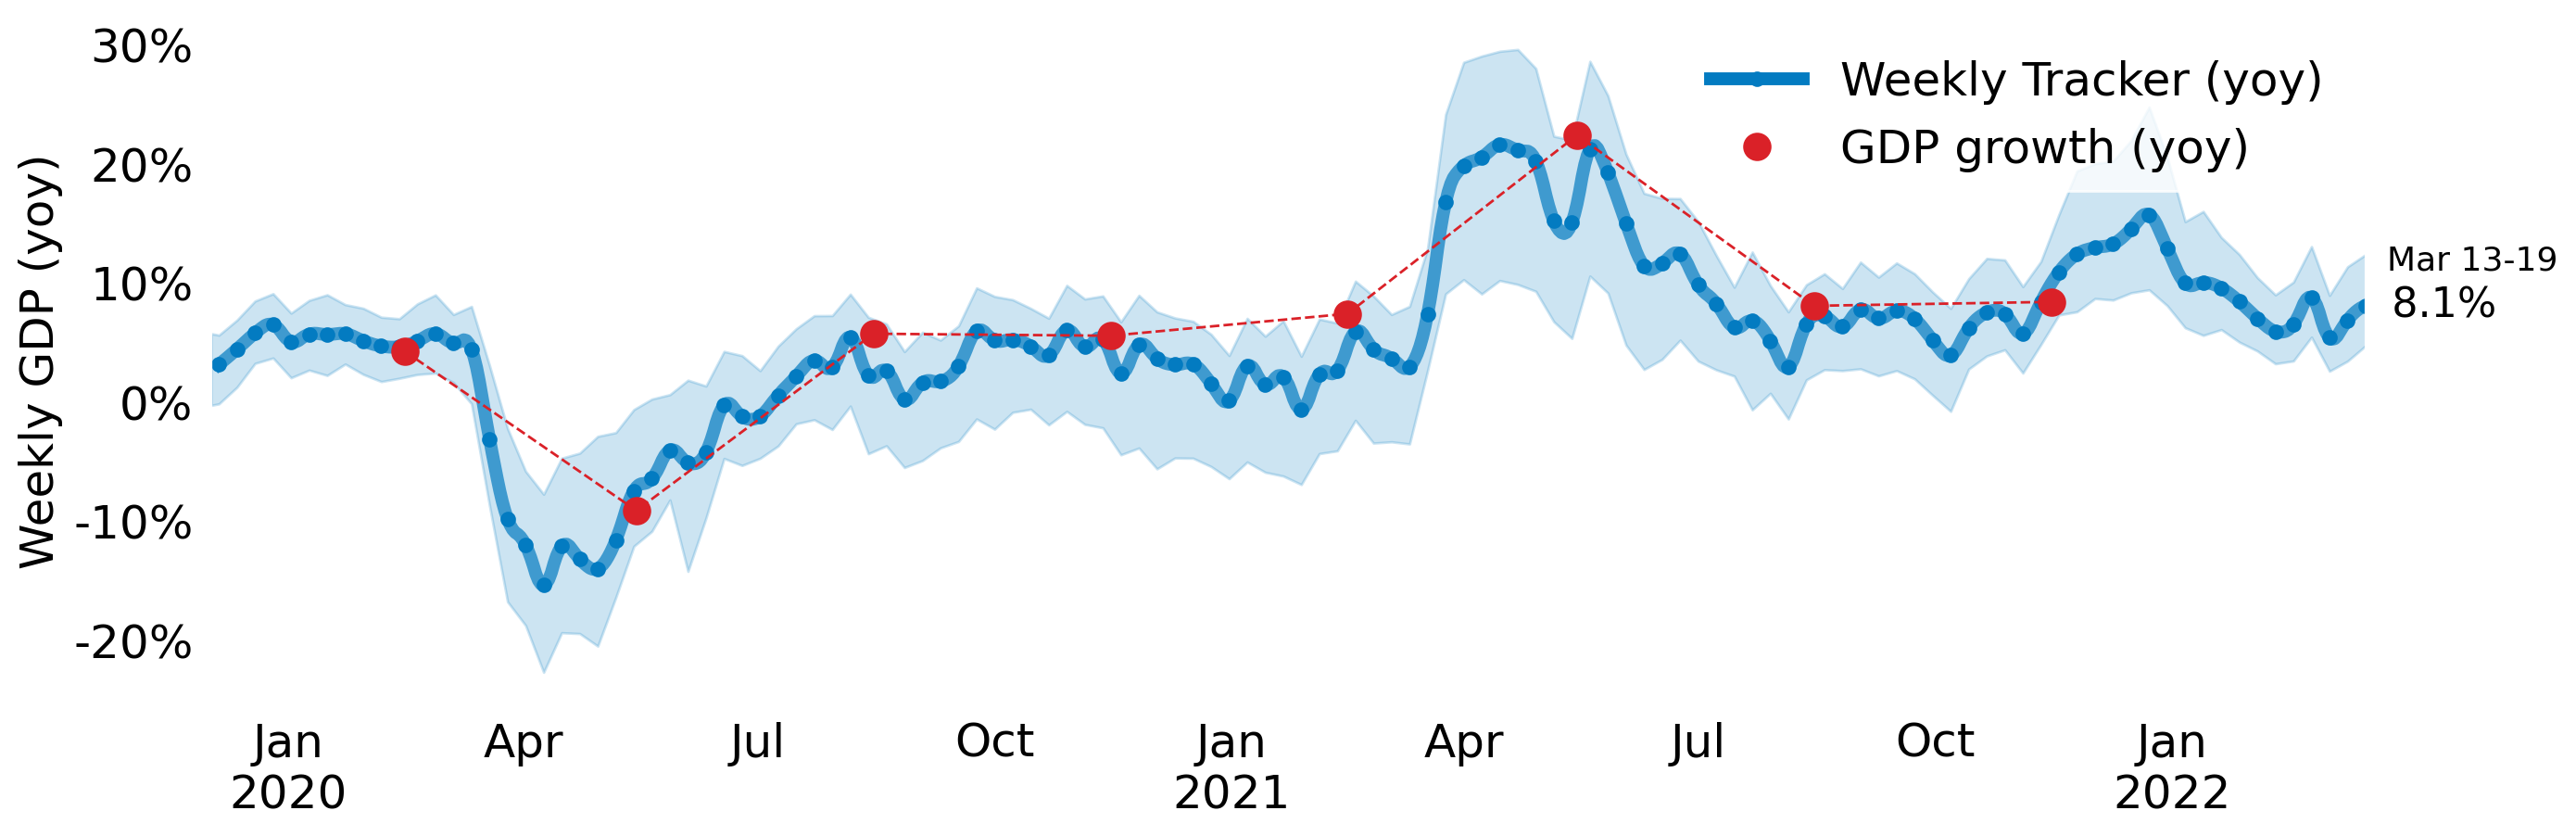 Weekly GDP (yoy)
30%
20%
10%
0%
-10%
-20%
Weekly Tracker (yoy)
GDP growth (yoy)
Mar 13-19
8.1%
Jan Apr Jul Oct Jan Apr Jul Oct Jan
2020 2021 2022